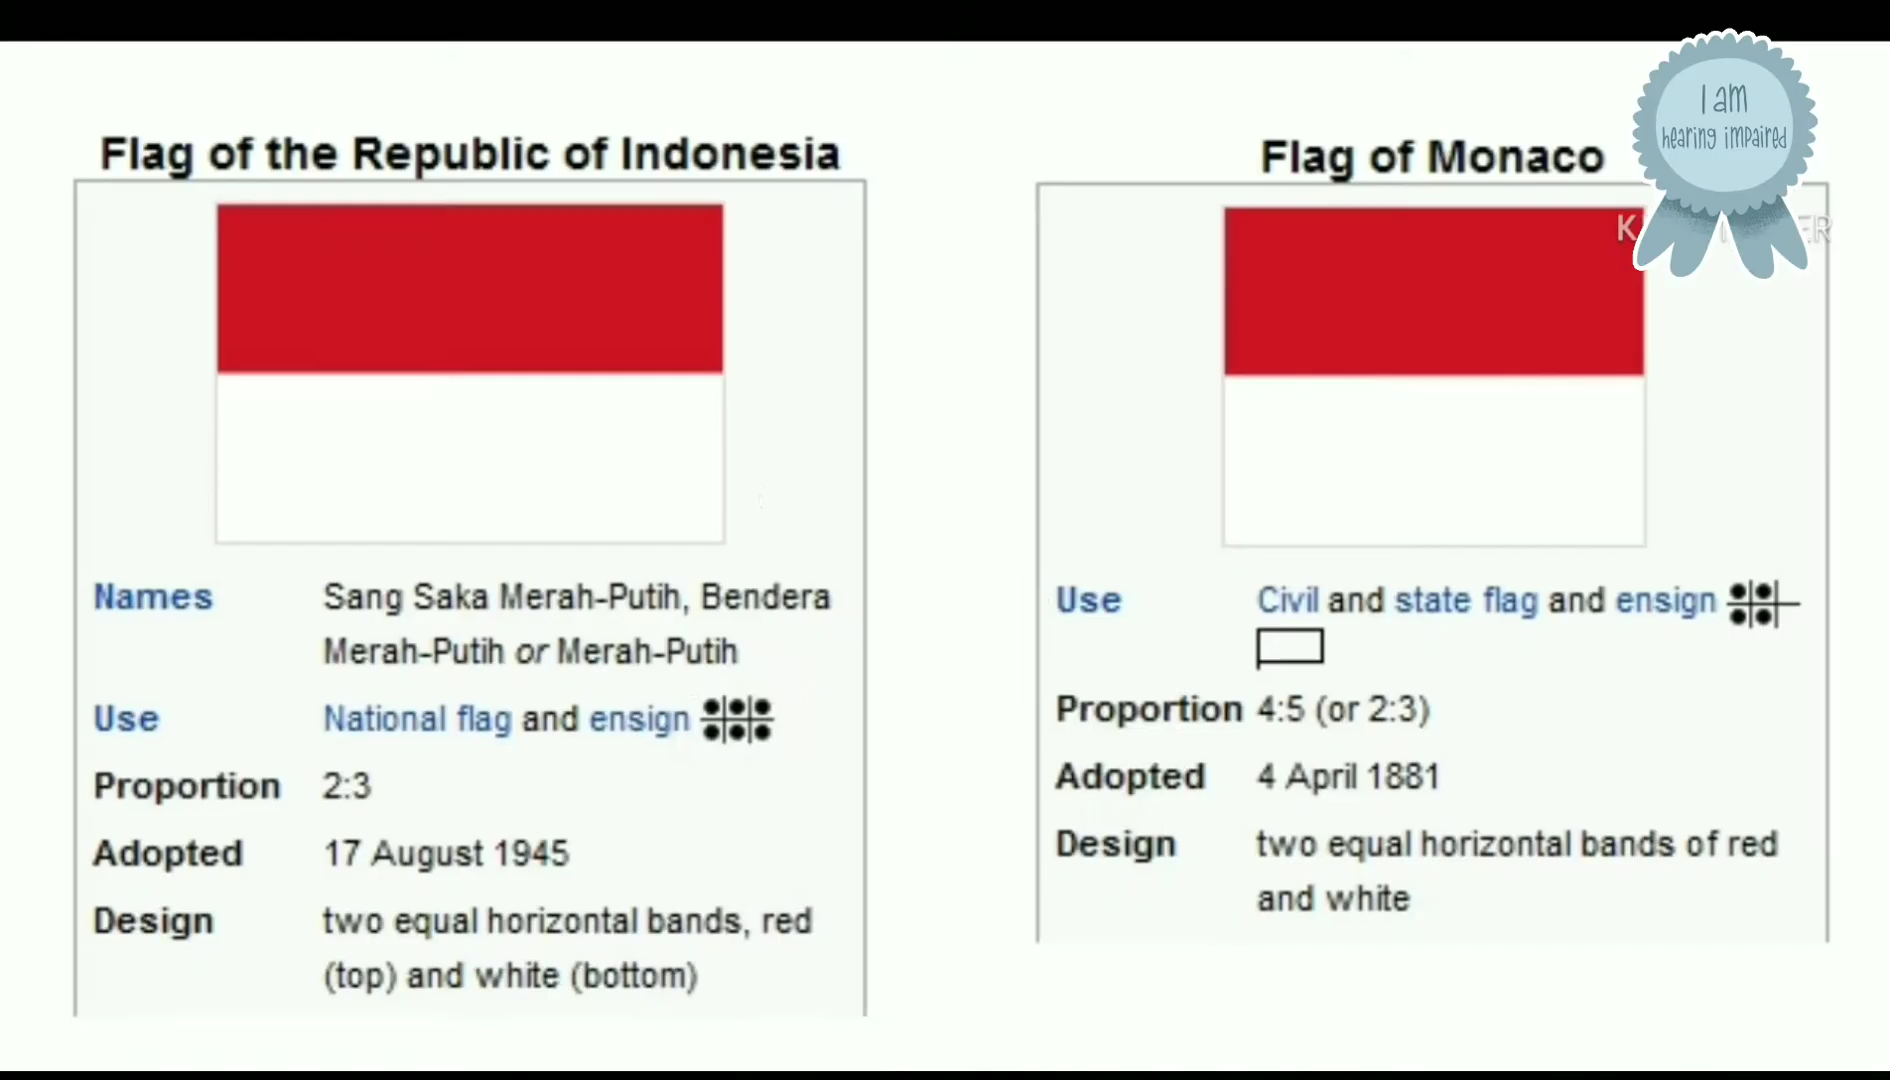 Flag of the Republic of Indonesia
Names Sang Saka Merah-Putih, Bendera
Merah-Putih or Merah-Putih
Use National flag and ensign
Proportion 2:3
Adopted 17 August 1945
Design two equal horizontal bands, red
(top) and white (bottom)
Flag of Monaco
Use Civil and state flag and ensign
Proportion 4:5 (or 2:3)
Adopted 4 April 1881
Design two equal horizontal bands of red
and white
I am
hearing impaired